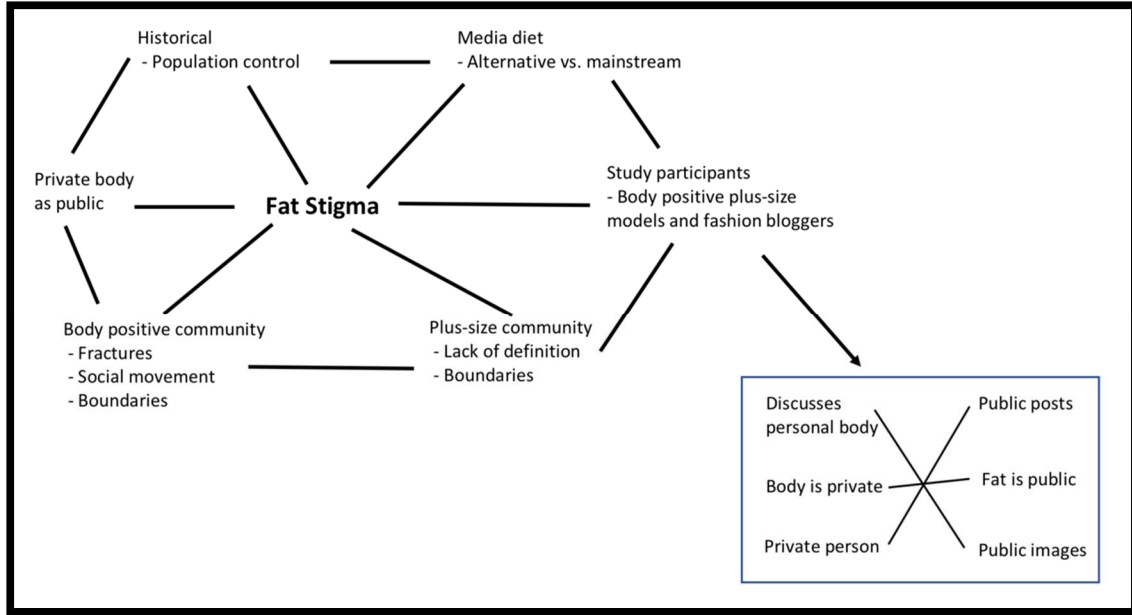 Historical
- Population control
Media diet
- Alternative vs. mainstream
Private body
as public
Fat Stigma
Study participants
- Body positive plus-size
models and fashion bloggers
Body positive community
- Fractures
- Social movement
- Boundaries
Plus-size community
- Lack of definition
- Boundaries
Discusses
personal body
Public posts
Body is private
Fat is public
Private person
Public images